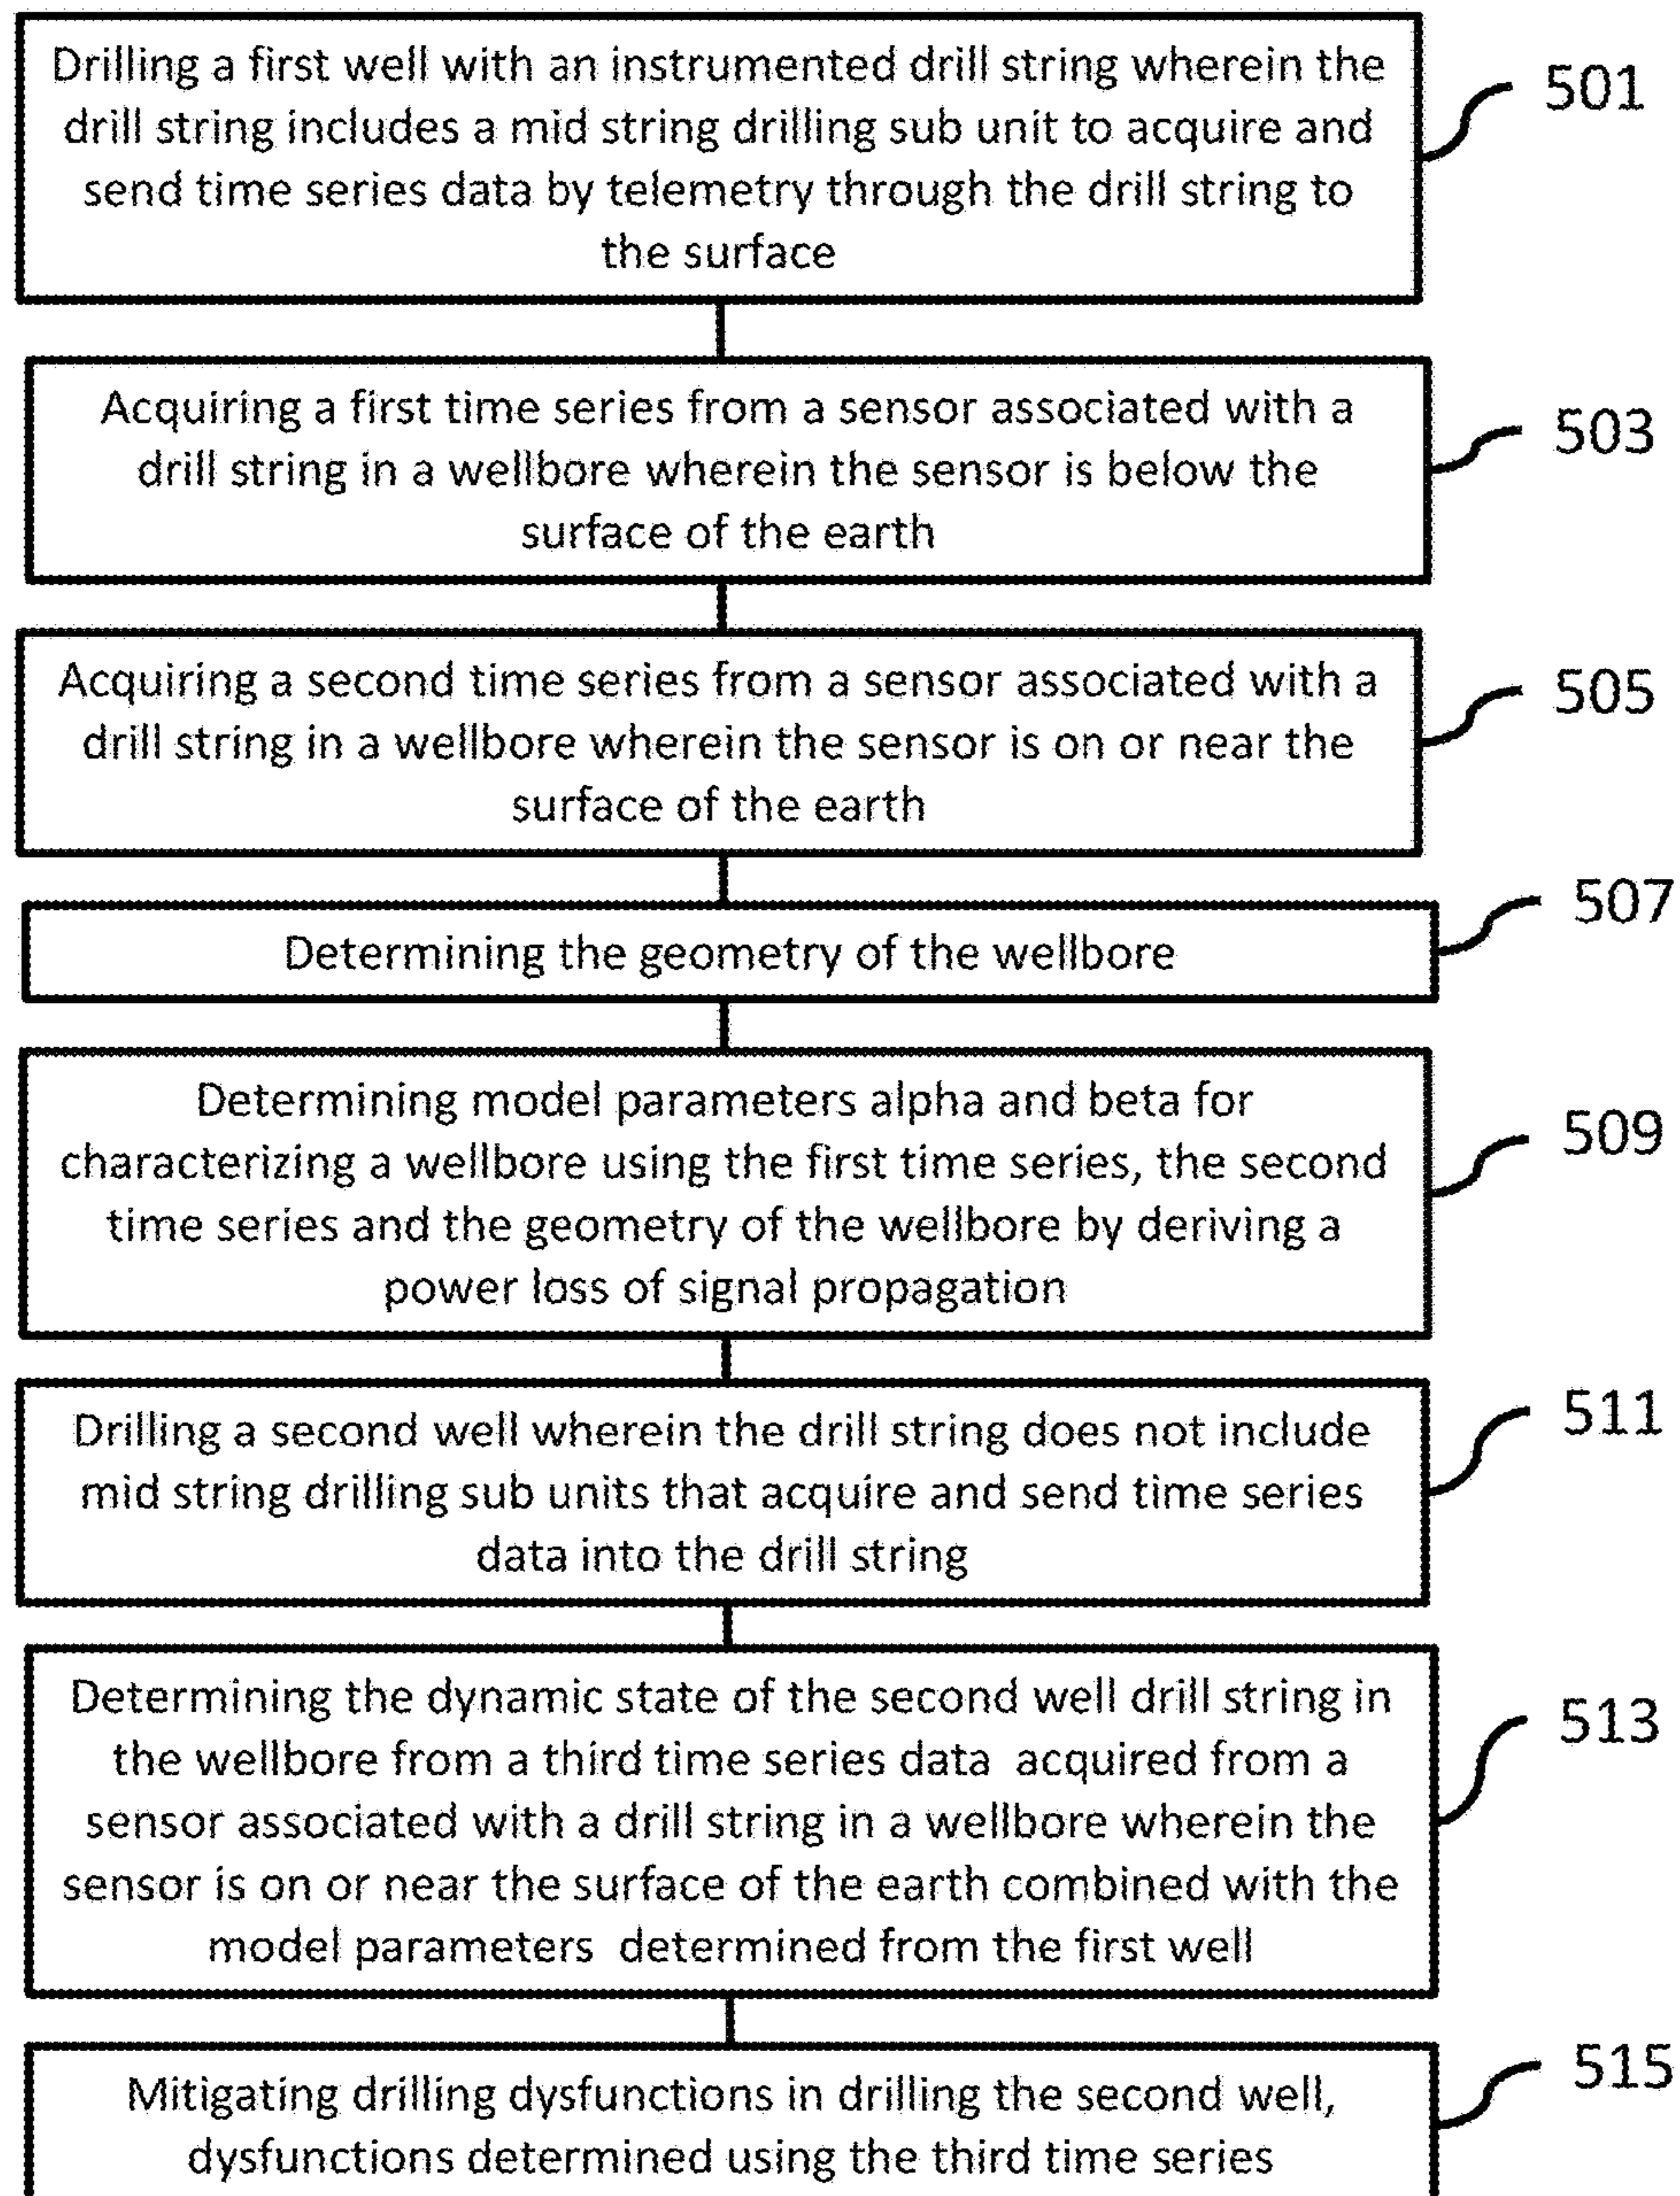 Drilling a first well with an instrumented drill string wherein the
drill string includes a mid string drilling sub unit to acquire and
send time series data by telemetry through the drill string to
the surface
501
Acquiring a first time series from a sensor associated with a
drill string in a wellbore wherein the sensor is below the
surface of the earth
503
Acquiring a second time series from a sensor associated with a
drill string in a wellbore wherein the sensor is on or near the
surface of the earth
505
Determining the geometry of the wellbore
507
Determining model parameters alpha and beta for
characterizing a wellbore using the first time series, the second
time series and the geometry of the wellbore by deriving a
power loss of signal propagation
509
Drilling a second well wherein the drill string does not include
mid string drilling sub units that acquire and send time series
data into the drill string
511
Determining the dynamic state of the second well drill string in
the wellbore from a third time series data acquired from a
sensor associated with a drill string in a wellbore wherein the
sensor is on or near the surface of the earth combined with the
model parameters determined from the first well
513
Mitigating drilling dysfunctions in drilling the second well,
dysfunctions determined using the third time series
515